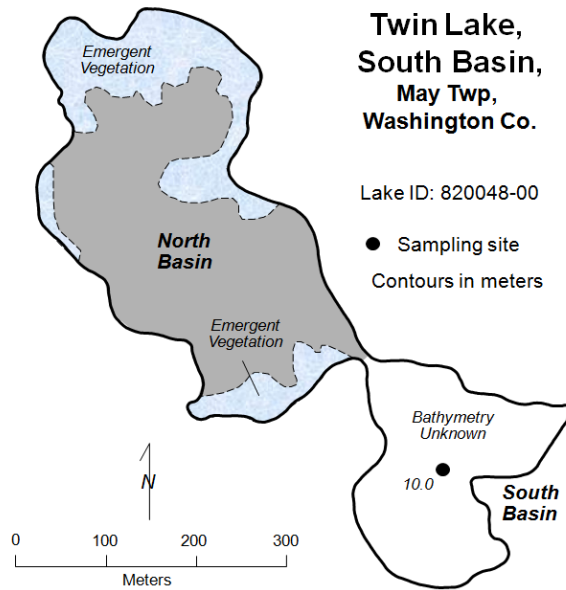 Twin Lake,
South Basin,
May Twp,
Washington Co.
Lake ID: 820048-00
Sampling site
Contours in meters
Emergent
Vegetation
North
Basin
Emergent
Vegetation
Bathymetry
Unknown
10.0
South
Basin
N
0 100 200 300
Meters